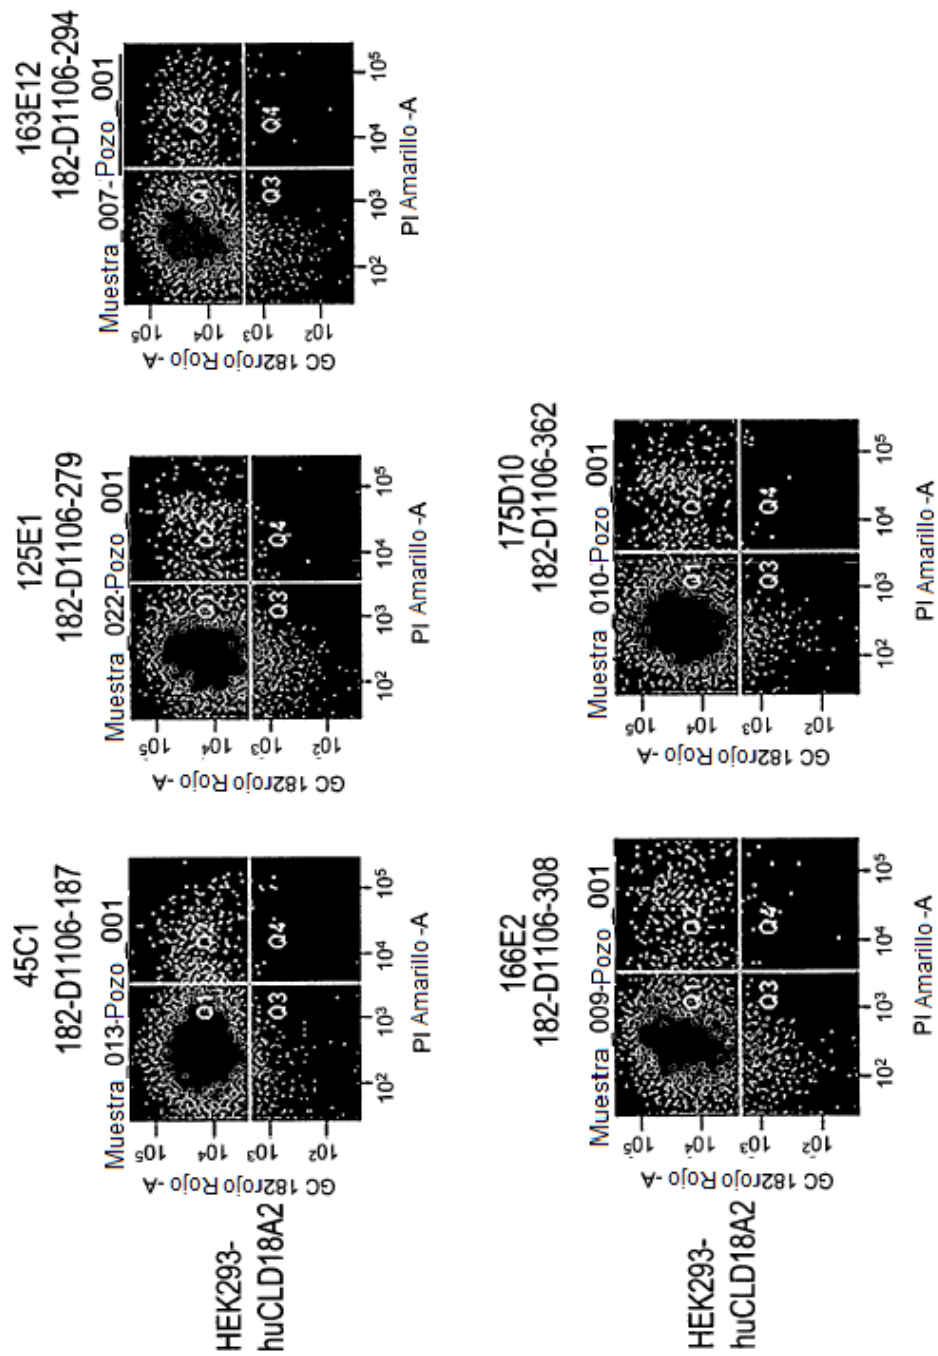 45C1
182-D1106-187
Muestra_013-Pozo_001
HEK293-
huCLD18A2
GC 182rojo Rojo -A
10⁵
10⁴
10³
10²
Q1
Q2
Q3
Q4
10² 10³ 10⁴ 10⁵
PI Amarillo -A
125E1
182-D1106-279
Muestra_022-Pozo_001
GC 182rojo Rojo -A
10⁵
10⁴
10³
10²
Q1
Q2
Q3
Q4
10² 10³ 10⁴ 10⁵
PI Amarillo -A
163E12
182-D1106-294
Muestra_007-Pozo_001
GC 182rojo Rojo -A
10⁵
10⁴
10³
10²
Q1
Q2
Q3
Q4
10² 10³ 10⁴ 10⁵
PI Amarillo -A
166E2
182-D1106-308
Muestra_009-Pozo_001
HEK293-
huCLD18A2
GC 182rojo Rojo -A
10⁵
10⁴
10³
10²
Q1
Q2
Q3
Q4
10² 10³ 10⁴ 10⁵
PI Amarillo -A
175D10
182-D1106-362
Muestra_010-Pozo_001
GC 182rojo Rojo -A
10⁵
10⁴
10³
10²
Q1
Q2
Q3
Q4
10² 10³ 10⁴ 10⁵
PI Amarillo -A